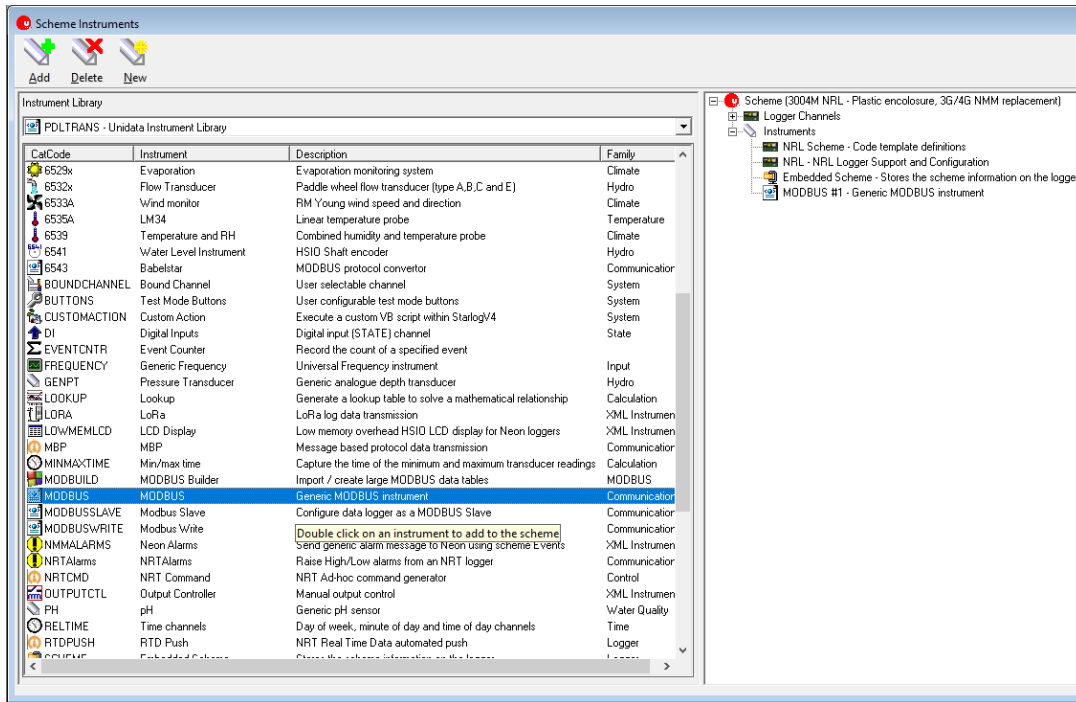 Scheme Instruments
Add Delete New
Instrument Library
PDLTRANS - Unidata Instrument Library
CatCode Instrument Description Family
6529x Evaporation Evaporation monitoring system Climate
6532x Flow Transducer Paddle wheel flow transducer (type A,B,C and E) Hydro
6533A Wind monitor RM Young wind speed and direction Climate
6535A LM34 Linear temperature probe Temperature
6539 Temperature and RH Combined humidity and temperature probe Climate
6541 Water Level Instrument HSIO Shaft encoder Hydro
6543 Babelstar MODBUS protocol convertor Communication
BOUNDCHANNEL Bound Channel User selectable channel System
BUTTONS Test Mode Buttons User configurable test mode buttons System
CUSTOMACTION Custom Action Execute a custom VB script within StarlogV4 System
DI Digital Inputs Digital input (STATE) channel State
EVENTCNTR Event Counter Record the count of a specified event
FREQUENCY Generic Frequency Universal Frequency instrument Input
GENPT Pressure Transducer Generic analogue depth transducer Hydro
LOOKUP Lookup Generate a lookup table to solve a mathematical relationship Calculation
LORA LoRa LoRa log data transmission XML Instrumen
LOWMEMLCD LCD Display Low memory overhead HSIO LCD display for Neon loggers XML Instrumen
MBP MBP Message based protocol data transmission Communication
MINMAXTIME Min/max time Capture the time of the minimum and maximum transducer readings Calculation
MODBUILD MODBUS Builder Import / create large MODBUS data tables MODBUS
MODBUS MODBUS Generic MODBUS instrument Communication
MODBUSSLAVE Modbus Slave Configure data logger as a MODBUS Slave Communication
MODBUSWRITE Modbus Write Communication
Double click on an instrument to add to the scheme
NMMALARMS Neon Alarms Send generic alarm message to Neon using scheme Events XML Instrumen
NRTAlarms NRTAlarms Raise High/Low alarms from an NRT logger Communication
NRTCMD NRT Command NRT Ad-hoc command generator Control
OUTPUTCTL Output Controller Manual output control XML Instrumen
PH pH Generic pH sensor Water Quality
RELTIME Time channels Day of week, minute of day and time of day channels Time
RTDPUSH RTD Push NRT Real Time Data automated push Logger
SCHEME Embedded Scheme Stores the scheme information on the logger Logger
Scheme (3004M NRL - Plastic encolosure, 3G/4G NMM replacement)
Logger Channels
Instruments
NRL Scheme - Code template definitions
NRL - NRL Logger Support and Configuration
Embedded Scheme - Stores the scheme information on the logge
MODBUS #1 - Generic MODBUS instrument